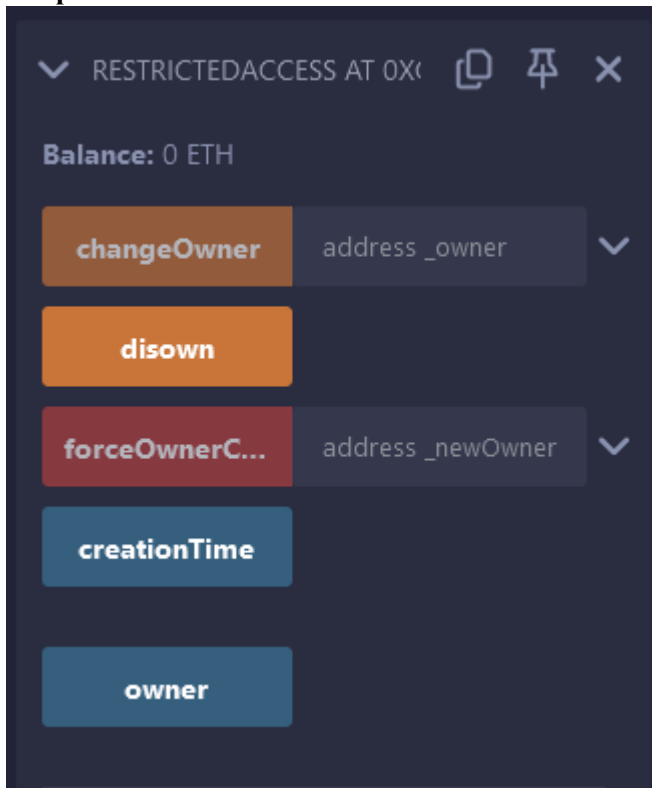 RESTRICTEDACCESS AT 0X
Balance: 0 ETH
changeOwner address _owner
disown
forceOwnerC... address _newOwner
creationTime
owner